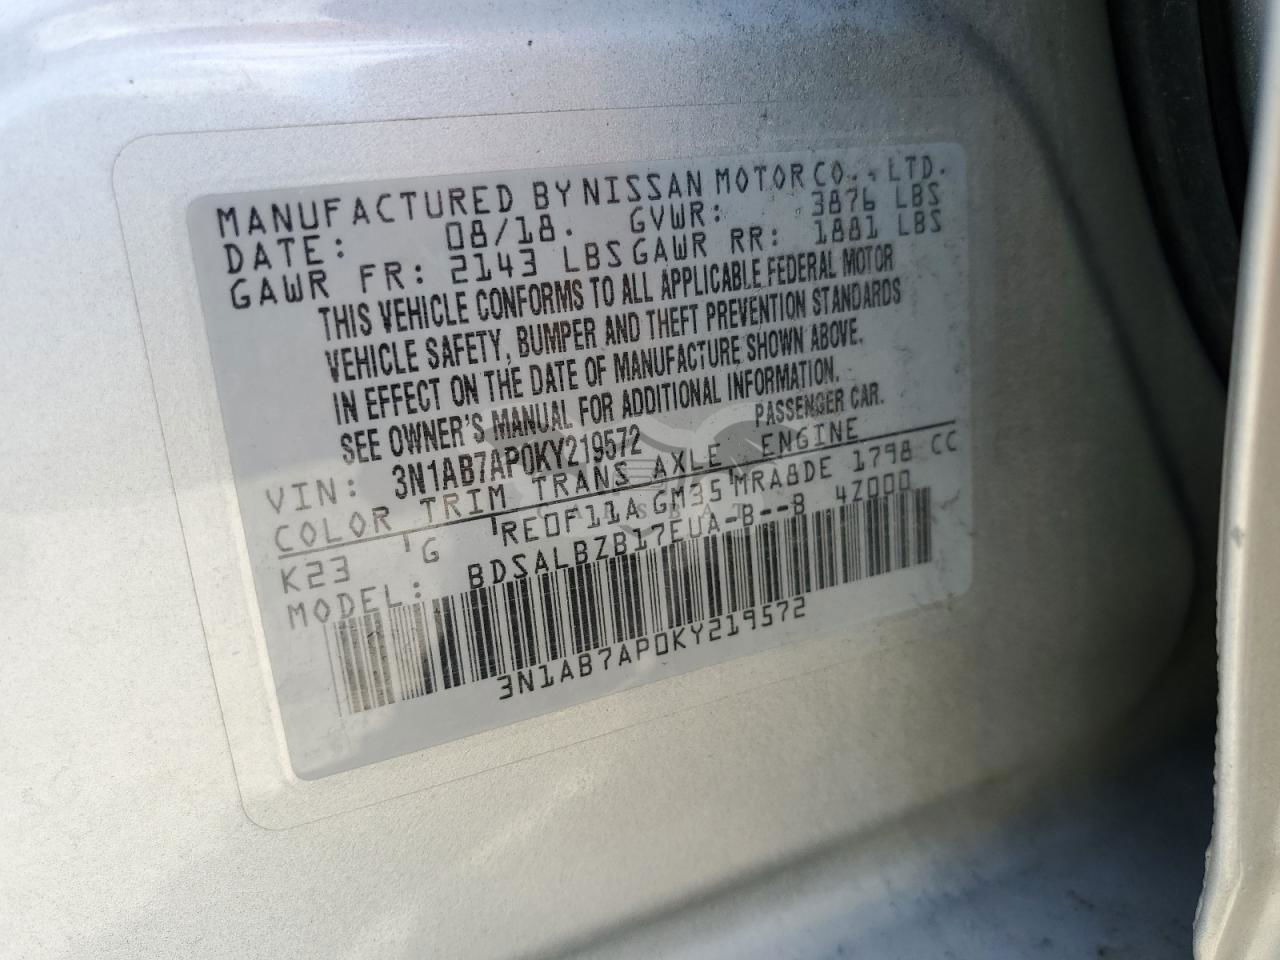 MANUFACTURED BY NISSAN MOTOR CO., LTD.
DATE: 08/18. GVWR: 3876 LBS
GAWR FR: 2143 LBS GAWR RR: 1881 LBS
THIS VEHICLE CONFORMS TO ALL APPLICABLE FEDERAL MOTOR
VEHICLE SAFETY, BUMPER AND THEFT PREVENTION STANDARDS
IN EFFECT ON THE DATE OF MANUFACTURE SHOWN ABOVE.
SEE OWNER'S MANUAL FOR ADDITIONAL INFORMATION.
VIN: 3N1AB7AP0KY219572 PASSENGER CAR.
COLOR TRIM TRANS AXLE ENGINE
K23 G RE0F11A GM35 MRA8DE 1798 CC
MODEL: BDSALBZB17EUA-B--B 4Z000
3N1AB7AP0KY219572